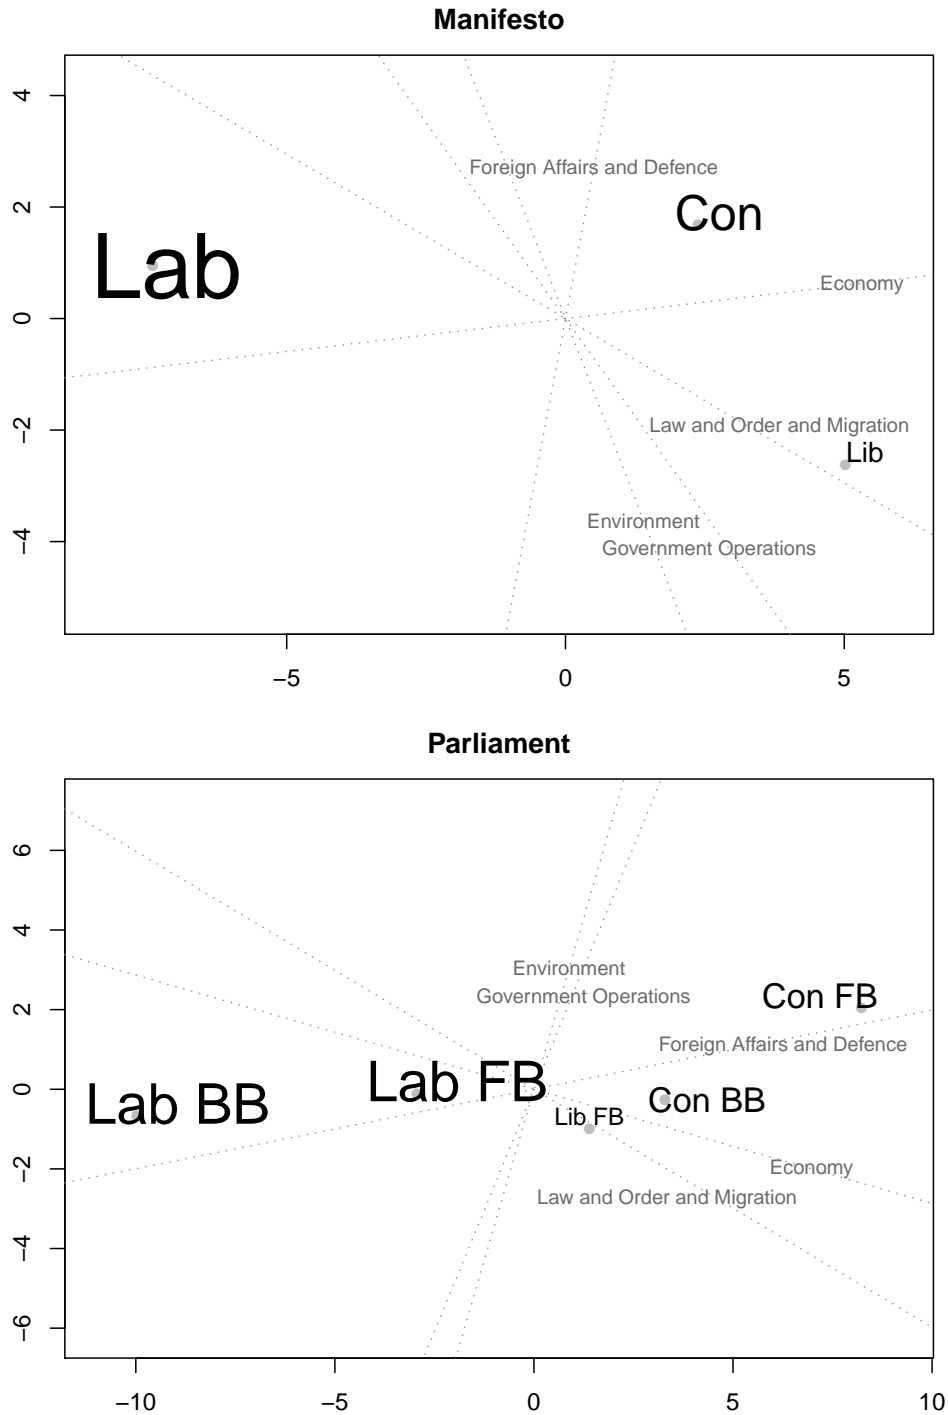 Manifesto
4
2
0
−2
−4
Foreign Affairs and Defence
Con
Lab
Economy
Law and Order and Migration
Lib
Environment
Government Operations
−5 0 5
Parliament
6
4
2
0
−2
−4
−6
Environment
Government Operations
Con FB
Foreign Affairs and Defence
Lab FB
Lab BB
Con BB
Lib FB
Economy
Law and Order and Migration
−10 −5 0 5 10